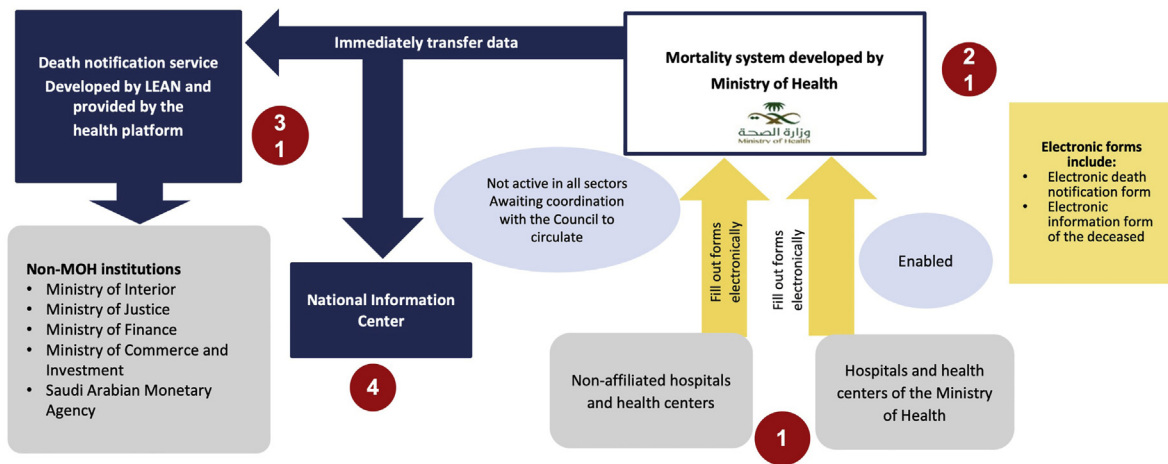 Death notification service
Developed by LEAN and
provided by the
health platform
3
1
Immediately transfer data
Mortality system developed by
Ministry of Health
وزارة الصحة
Ministry of Health
2
1
Electronic forms
include:
• Electronic death
notification form
• Electronic
information form
of the deceased
Not active in all sectors
Awaiting coordination
with the Council to
circulate
Fill out forms
electronically
Fill out forms
electronically
Enabled
Non-MOH institutions
• Ministry of Interior
• Ministry of Justice
• Ministry of Finance
• Ministry of Commerce and
Investment
• Saudi Arabian Monetary
Agency
National Information
Center
4
Non-affiliated hospitals
and health centers
1
Hospitals and health
centers of the Ministry
of Health